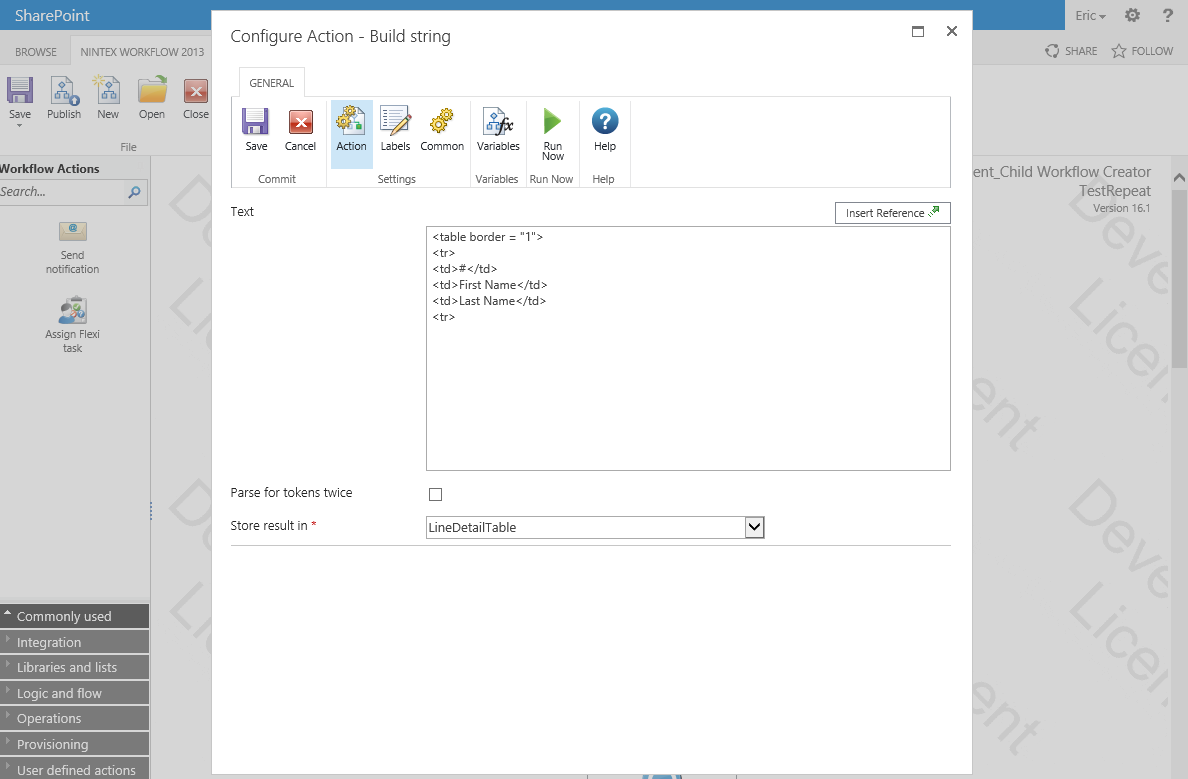 SharePoint
Eric
?
BROWSE
NINTEX WORKFLOW 2013
SHARE
FOLLOW
Save
Publish
New
Open
Close
File
Workflow Actions
Search...
Send
notification
Assign Flexi
task
Commonly used
Integration
Libraries and lists
Logic and flow
Operations
Provisioning
User defined actions
Configure Action - Build string
GENERAL
Save
Cancel
Action
Labels
Common
Variables
Run
Now
Help
Commit
Settings
Variables
Run Now
Help
Text
Insert Reference
<table border = "1">
<tr>
<td>#</td>
<td>First Name</td>
<td>Last Name</td>
<tr>
Parse for tokens twice
Store result in *
LineDetailTable
ent_Child Workflow Creator
TestRepeat
Version 16.1